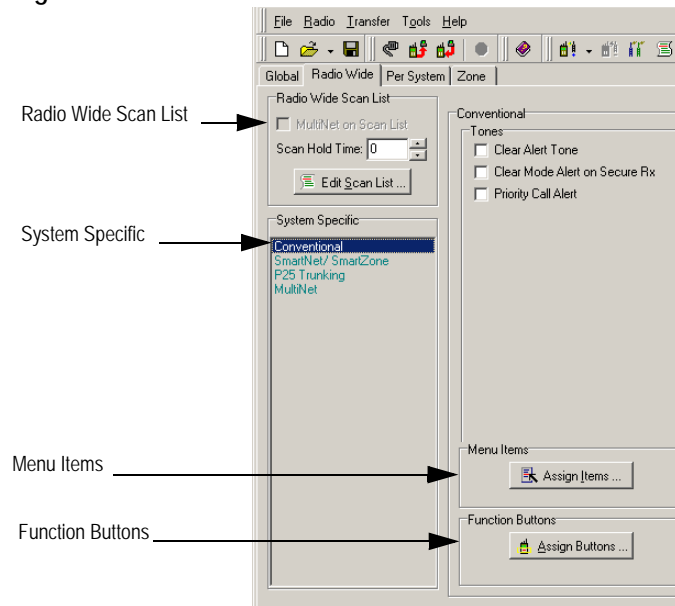 File Radio Transfer Tools Help
Global Radio Wide Per System Zone
Radio Wide Scan List
Radio Wide Scan List
MultiNet on Scan List
Scan Hold Time: 0
Edit Scan List ...
System Specific
System Specific
Conventional
SmartNet/ SmartZone
P25 Trunking
MultiNet
Conventional
Tones
Clear Alert Tone
Clear Mode Alert on Secure Rx
Priority Call Alert
Menu Items
Menu Items
Assign Items ...
Function Buttons
Function Buttons
Assign Buttons ...